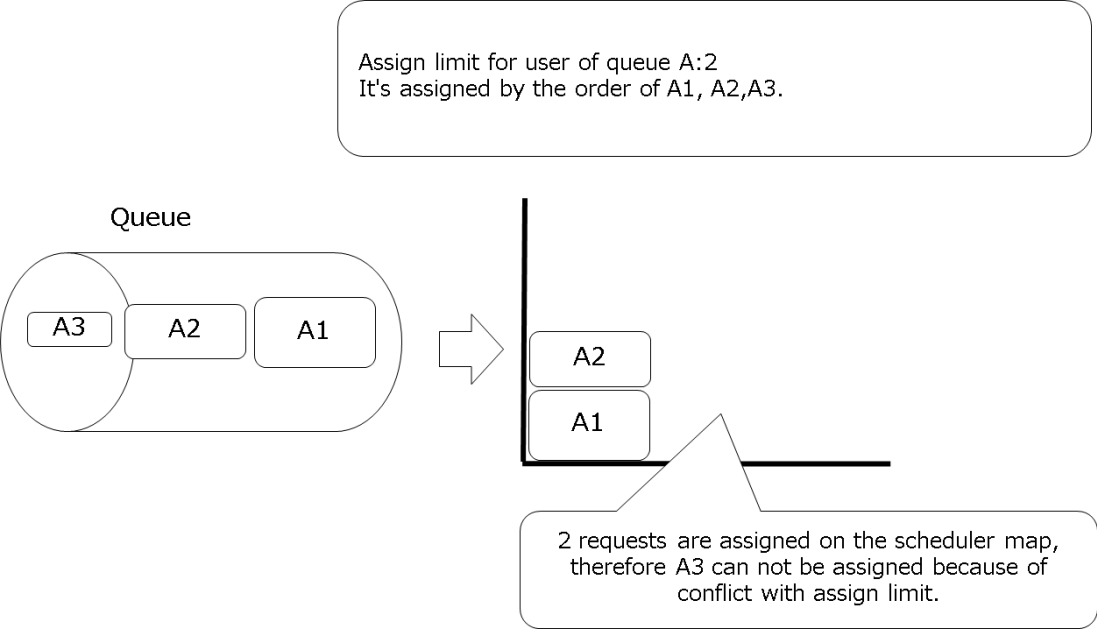 Assign limit for user of queue A:2
It's assigned by the order of A1, A2,A3.
Queue
A3
A2
A1
A2
A1
2 requests are assigned on the scheduler map,
therefore A3 can not be assigned because of
conflict with assign limit.